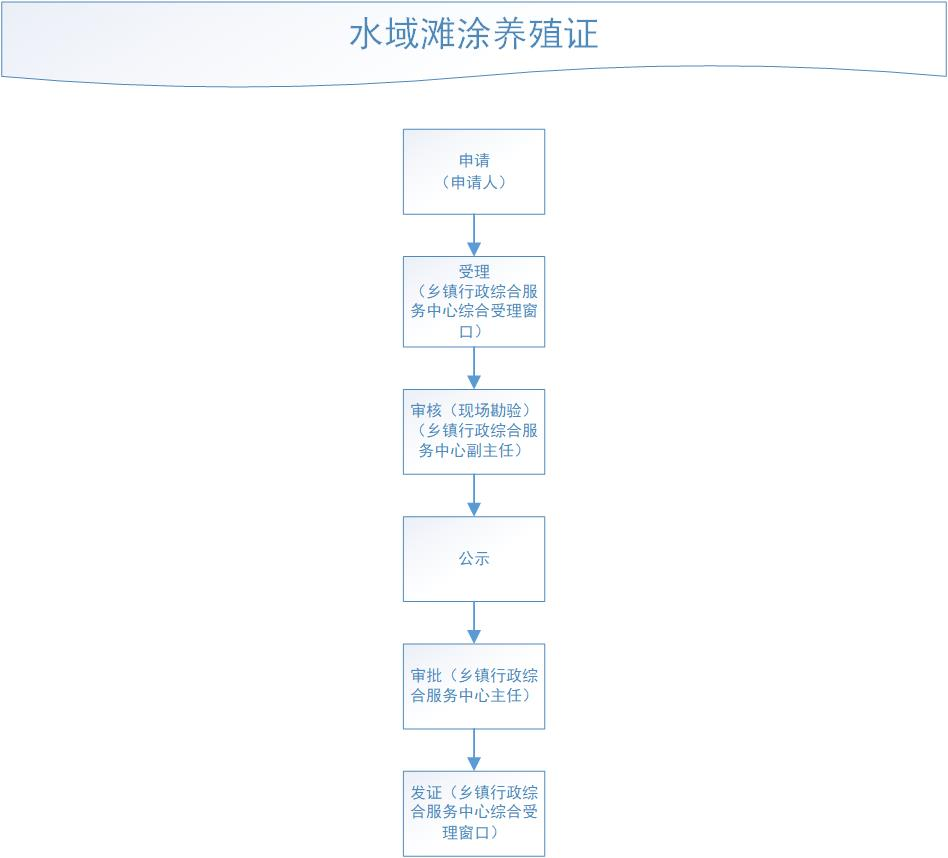 水域滩涂养殖证
申请
（申请人）
受理
（乡镇行政综合服
务中心综合受理窗
口）
审核（现场勘验）
（乡镇行政综合服
务中心副主任）
公示
审批（乡镇行政综
合服务中心主任）
发证（乡镇行政综
合服务中心综合受
理窗口）